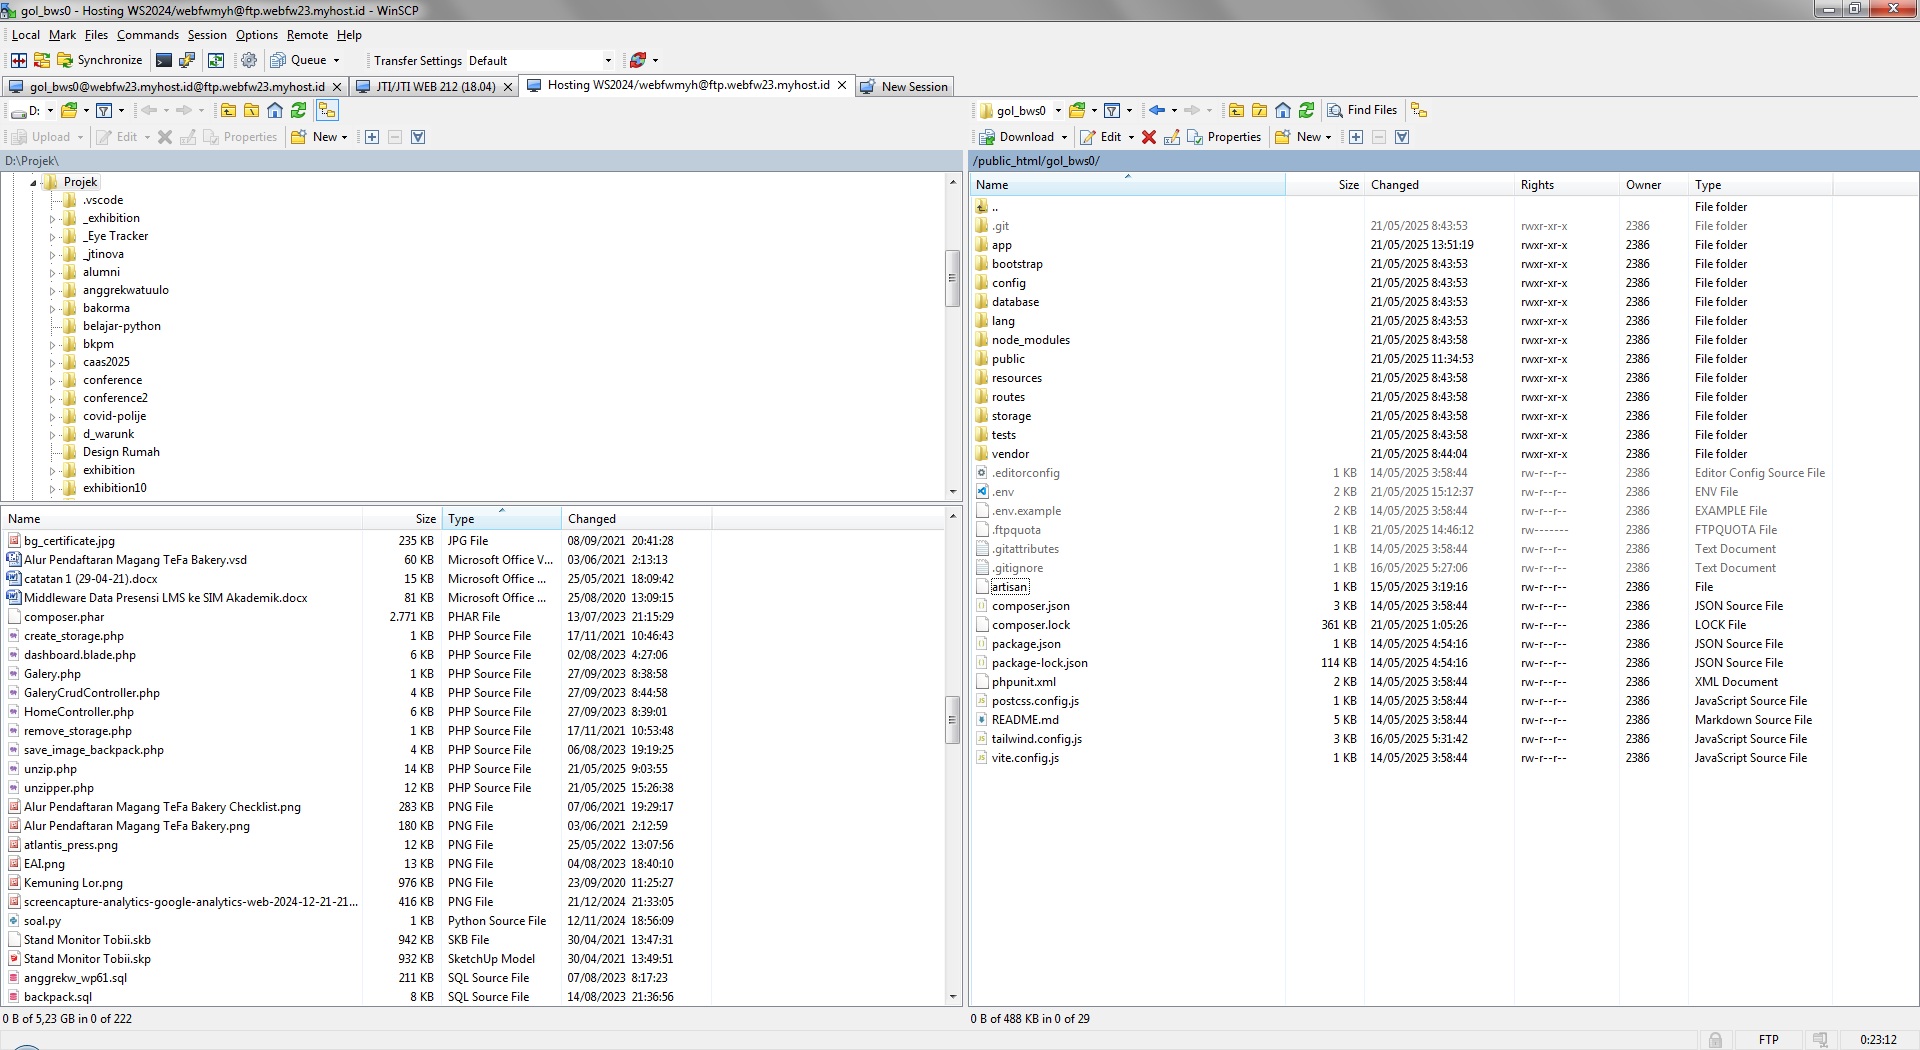 gol_bws0 - Hosting WS2024/webfwmyh@ftp.webfw23.myhost.id - WinSCP
Local Mark Files Commands Session Options Remote Help
Synchronize Queue Transfer Settings Default
gol_bws0@webfw23.myhost.id@ftp.webfw23.myhost.id JTI/JTI WEB 212 (18.04) Hosting WS2024/webfwmyh@ftp.webfw23.myhost.id New Session
D: gol_bws0 Find Files
Upload Edit Properties New Download Edit Properties New
D:\Projek\
Projek
.vscode
_exhibition
_Eye Tracker
_jtinova
alumni
anggrekwatuulo
bakorma
belajar-python
bkpm
caas2025
conference
conference2
covid-polije
d_warunk
Design Rumah
exhibition
exhibition10
Name Size Type Changed
bg_certificate.jpg 235 KB JPG File 08/09/2021 20:41:28
Alur Pendaftaran Magang TeFa Bakery.vsd 60 KB Microsoft Office V... 03/06/2021 2:13:13
catatan 1 (29-04-21).docx 15 KB Microsoft Office ... 25/05/2021 18:09:42
Middleware Data Presensi LMS ke SIM Akademik.docx 81 KB Microsoft Office ... 25/08/2020 13:09:15
composer.phar 2.771 KB PHAR File 13/07/2023 21:15:29
create_storage.php 1 KB PHP Source File 17/11/2021 10:46:43
dashboard.blade.php 6 KB PHP Source File 02/08/2023 4:27:06
Galery.php 1 KB PHP Source File 27/09/2023 8:38:58
GaleryCrudController.php 4 KB PHP Source File 27/09/2023 8:44:58
HomeController.php 6 KB PHP Source File 27/09/2023 8:39:01
remove_storage.php 1 KB PHP Source File 17/11/2021 10:53:48
save_image_backpack.php 4 KB PHP Source File 06/08/2023 19:19:25
unzip.php 14 KB PHP Source File 21/05/2025 9:03:55
unzipper.php 12 KB PHP Source File 21/05/2025 15:26:38
Alur Pendaftaran Magang TeFa Bakery Checklist.png 283 KB PNG File 07/06/2021 19:29:17
Alur Pendaftaran Magang TeFa Bakery.png 180 KB PNG File 03/06/2021 2:12:59
atlantis_press.png 12 KB PNG File 25/05/2022 13:07:56
EAI.png 13 KB PNG File 04/08/2023 18:40:10
Kemuning Lor.png 976 KB PNG File 23/09/2020 11:25:27
screencapture-analytics-google-analytics-web-2024-12-21-21... 416 KB PNG File 21/12/2024 21:33:05
soal.py 1 KB Python Source File 12/11/2024 18:56:09
Stand Monitor Tobii.skb 942 KB SKB File 30/04/2021 13:47:31
Stand Monitor Tobii.skp 932 KB SketchUp Model 30/04/2021 13:49:51
anggrekw_wp61.sql 211 KB SQL Source File 07/08/2023 8:17:23
backpack.sql 8 KB SQL Source File 14/08/2023 21:36:56
0 B of 5,23 GB in 0 of 222
/public_html/gol_bws0/
Name Size Changed Rights Owner Type
.. File folder
.git 21/05/2025 8:43:53 rwxr-xr-x 2386 File folder
app 21/05/2025 13:51:19 rwxr-xr-x 2386 File folder
bootstrap 21/05/2025 8:43:53 rwxr-xr-x 2386 File folder
config 21/05/2025 8:43:53 rwxr-xr-x 2386 File folder
database 21/05/2025 8:43:53 rwxr-xr-x 2386 File folder
lang 21/05/2025 8:43:53 rwxr-xr-x 2386 File folder
node_modules 21/05/2025 8:43:58 rwxr-xr-x 2386 File folder
public 21/05/2025 11:34:53 rwxr-xr-x 2386 File folder
resources 21/05/2025 8:43:58 rwxr-xr-x 2386 File folder
routes 21/05/2025 8:43:58 rwxr-xr-x 2386 File folder
storage 21/05/2025 8:43:58 rwxr-xr-x 2386 File folder
tests 21/05/2025 8:43:58 rwxr-xr-x 2386 File folder
vendor 21/05/2025 8:44:04 rwxr-xr-x 2386 File folder
.editorconfig 1 KB 14/05/2025 3:58:44 rw-r--r-- 2386 Editor Config Source File
.env 2 KB 21/05/2025 15:12:37 rw-r--r-- 2386 ENV File
.env.example 2 KB 14/05/2025 3:58:44 rw-r--r-- 2386 EXAMPLE File
.ftpquota 1 KB 21/05/2025 14:46:12 rw------- 2386 FTPQUOTA File
.gitattributes 1 KB 14/05/2025 3:58:44 rw-r--r-- 2386 Text Document
.gitignore 1 KB 16/05/2025 5:27:06 rw-r--r-- 2386 Text Document
artisan 1 KB 15/05/2025 3:19:16 rw-r--r-- 2386 File
composer.json 3 KB 14/05/2025 3:58:44 rw-r--r-- 2386 JSON Source File
composer.lock 361 KB 21/05/2025 1:05:26 rw-r--r-- 2386 LOCK File
package.json 1 KB 14/05/2025 4:54:16 rw-r--r-- 2386 JSON Source File
package-lock.json 114 KB 14/05/2025 4:54:16 rw-r--r-- 2386 JSON Source File
phpunit.xml 2 KB 14/05/2025 3:58:44 rw-r--r-- 2386 XML Document
postcss.config.js 1 KB 14/05/2025 3:58:44 rw-r--r-- 2386 JavaScript Source File
README.md 5 KB 14/05/2025 3:58:44 rw-r--r-- 2386 Markdown Source File
tailwind.config.js 3 KB 16/05/2025 5:31:42 rw-r--r-- 2386 JavaScript Source File
vite.config.js 1 KB 14/05/2025 3:58:44 rw-r--r-- 2386 JavaScript Source File
0 B of 488 KB in 0 of 29
FTP 0:23:12